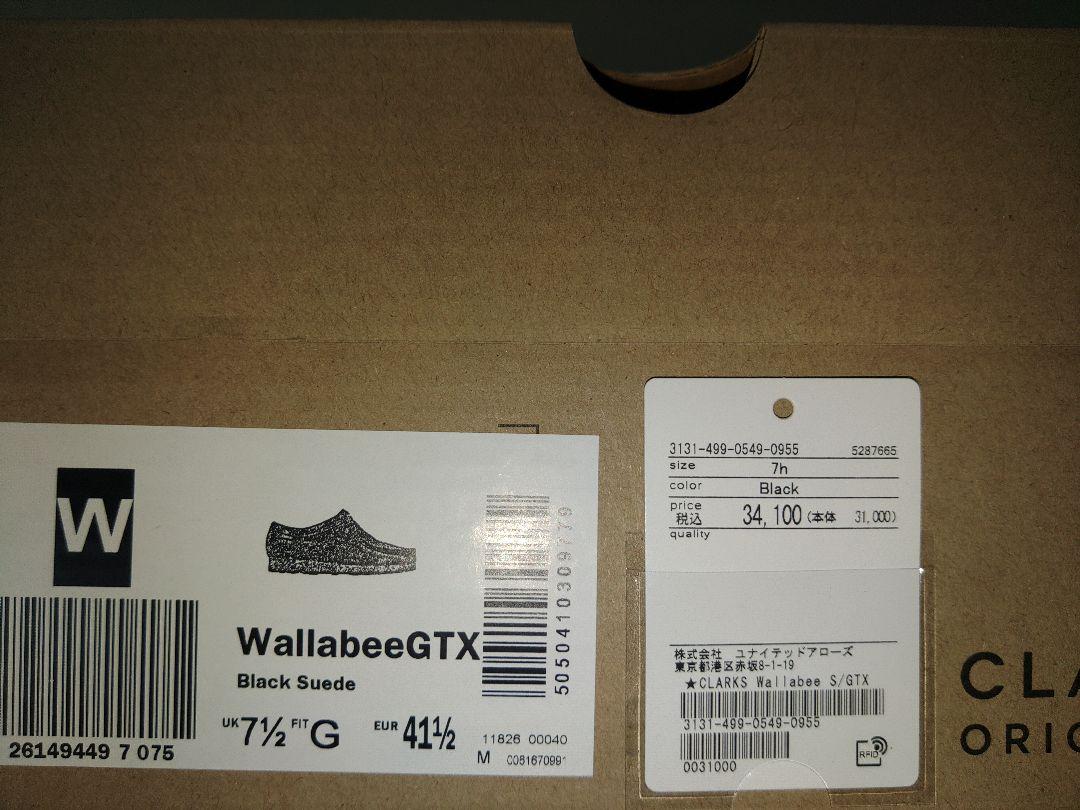 W
26149449 7 075
WallabeeGTX
Black Suede
UK 7½ FIT G EUR 41½
11826 00040
M
5050410309779
3131-499-0549-0955 5287665
size 7h
color Black
price
税込 34,100 (本体 31,000)
quality
株式会社 ユナイテッドアローズ
東京都港区赤坂8-1-19
★CLARKS Wallabee S/GTX
3131-499-0549-0955
0031000
RFID